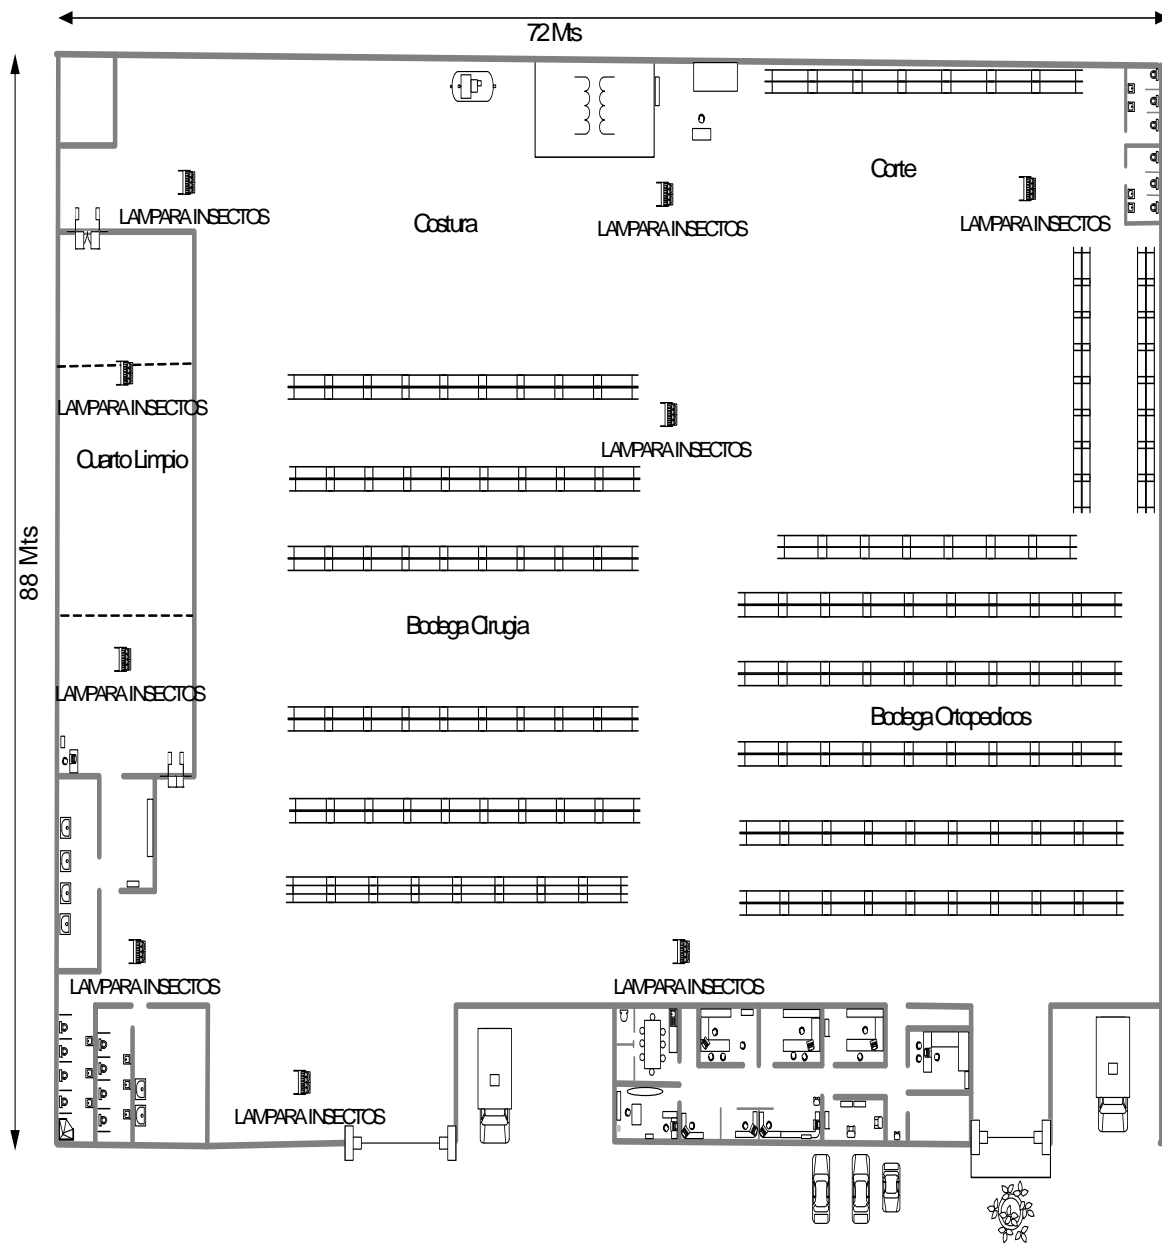 72 Mts
Corte
LAMPARA INSECTOS
Costura
LAMPARA INSECTOS
LAMPARA INSECTOS
LAMPARA INSECTOS
Cuarto Limpio
LAMPARA INSECTOS
88 Mts
Bodega Cirugia
LAMPARA INSECTOS
Bodega Ortopedicos
LAMPARA INSECTOS
LAMPARA INSECTOS
LAMPARA INSECTOS